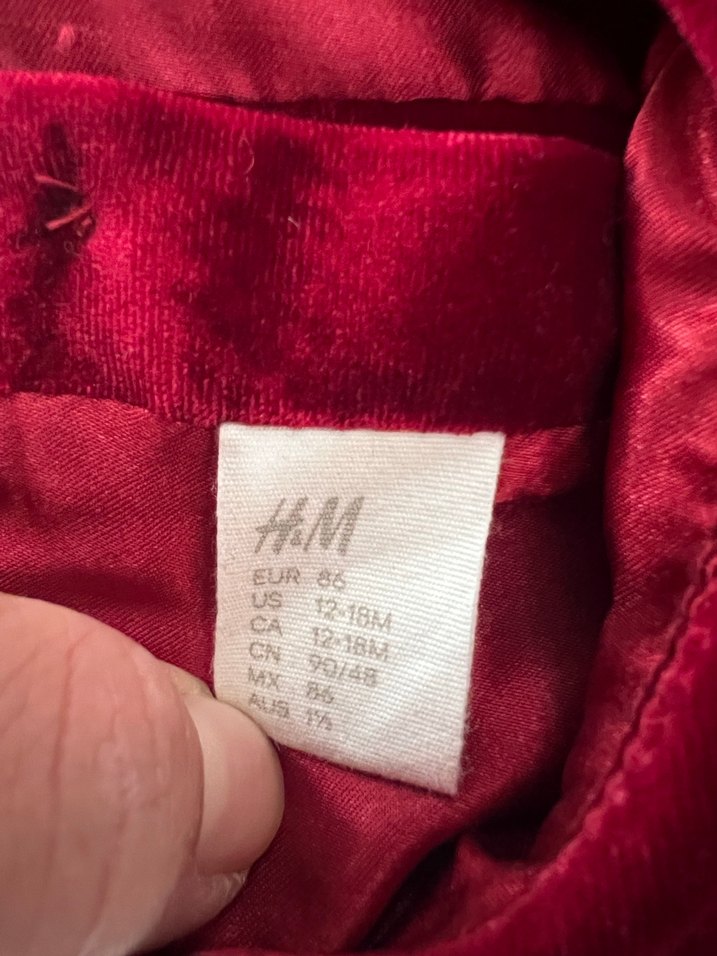 H&M
EUR 86
US 12-18M
CA 12-18M
CN 90/48
MX 86
AUS 1½